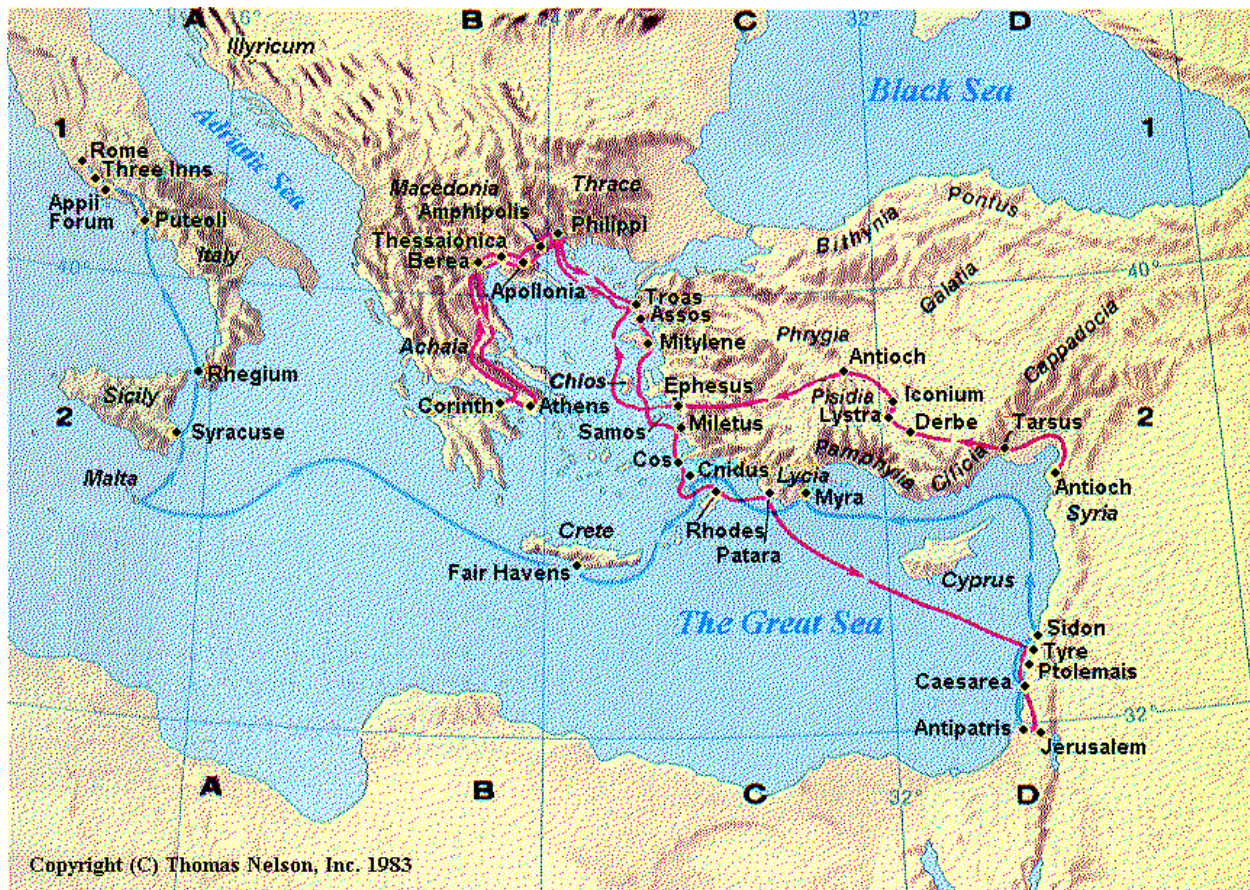 A
B
C
D
6°
4°
32°
Illyricum
Black Sea
Adriatic Sea
1
1
Rome
Three Inns
Appii
Forum
Puteoli
Italy
Macedonia
Thrace
Amphipolis
Philippi
Thessalonica
Berea
Apollonia
Pontus
Bithynia
Galatia
40°
40°
Troas
Assos
Mitylene
Phrygia
Cappadocia
Achaia
Antioch
Rhegium
Chios
Ephesus
Iconium
Sicily
Pisidia
2
Corinth
Athens
Lystra
Derbe
Tarsus
2
Syracuse
Samos
Miletus
Pamphylia
Cilicia
Malta
Cos
Cnidus
Lycia
Myra
Antioch
Syria
Crete
Rhodes
Patara
Fair Havens
Cyprus
The Great Sea
Sidon
Tyre
Ptolemais
Caesarea
32°
Antipatris
Jerusalem
A
B
C
32°
D
Copyright (C) Thomas Nelson, Inc. 1983